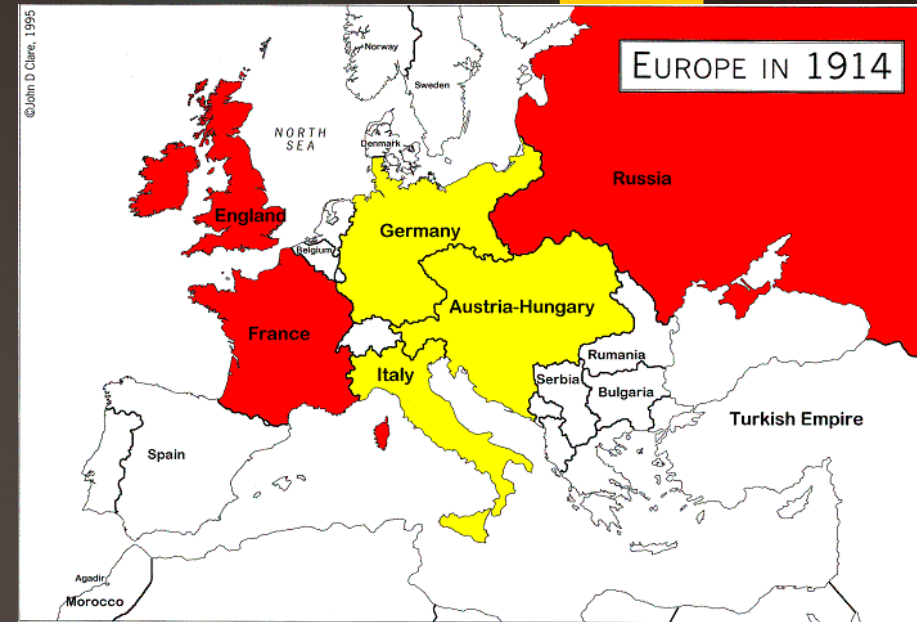 ©John D Clare, 1995
EUROPE IN 1914
Norway
Sweden
NORTH
SEA
Denmark
Russia
England
Germany
Belgium
Austria-Hungary
France
Rumania
Italy
Serbia
Bulgaria
Turkish Empire
Spain
Agadir
Morocco